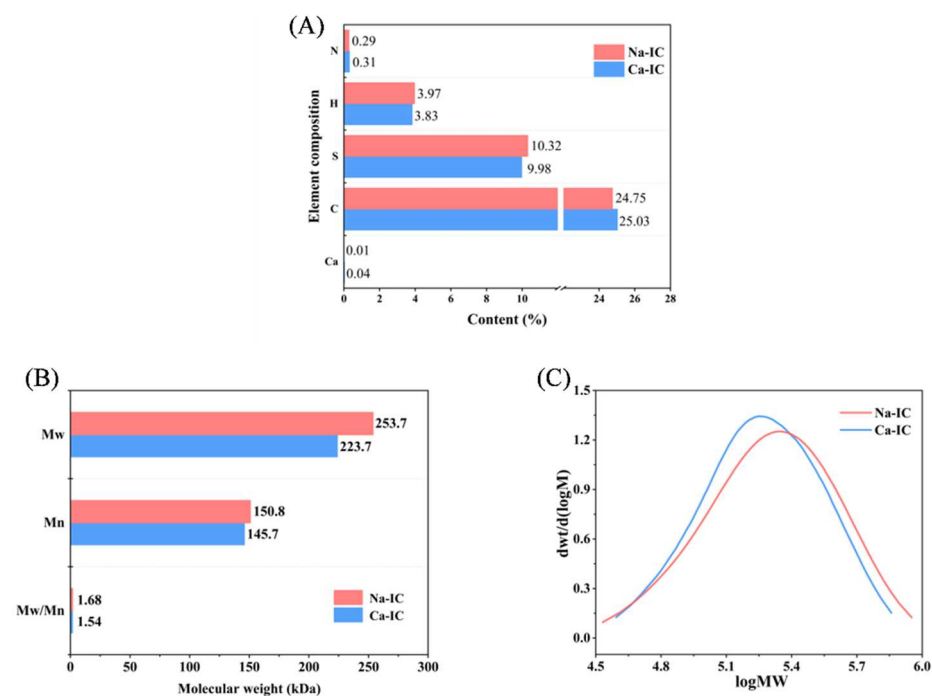 (A)
Element composition
N
H
S
C
Ca
0.29
0.31
3.97
3.83
10.32
9.98
24.75
25.03
0.01
0.04
Na-IC
Ca-IC
0 2 4 6 8 10 24 26 28
Content (%)
(B)
Mw
Mn
Mw/Mn
253.7
223.7
150.8
145.7
1.68
1.54
Na-IC
Ca-IC
0 50 100 150 200 250 300
Molecular weight (kDa)
(C)
dwt/d(logM)
1.5
1.2
0.9
0.6
0.3
0.0
Na-IC
Ca-IC
4.5 4.8 5.1 5.4 5.7 6.0
logMW